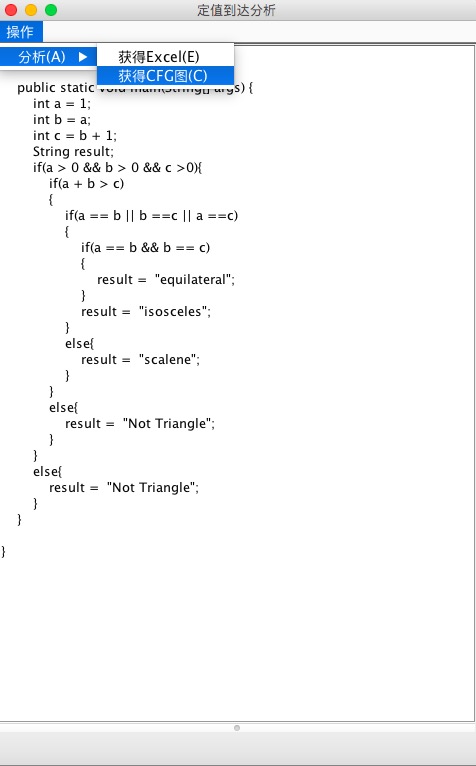 定值到达分析
操作
分析(A)
获得Excel(E)
获得CFG图(C)
public static void main(String[] args) {
int a = 1;
int b = a;
int c = b + 1;
String result;
if(a > 0 && b > 0 && c >0){
if(a + b > c)
{
if(a == b || b ==c || a ==c)
{
if(a == b && b == c)
{
result =  "equilateral";
}
result =  "isosceles";
}
else{
result =  "scalene";
}
}
else{
result =  "Not Triangle";
}
}
else{
result =  "Not Triangle";
}
}
}